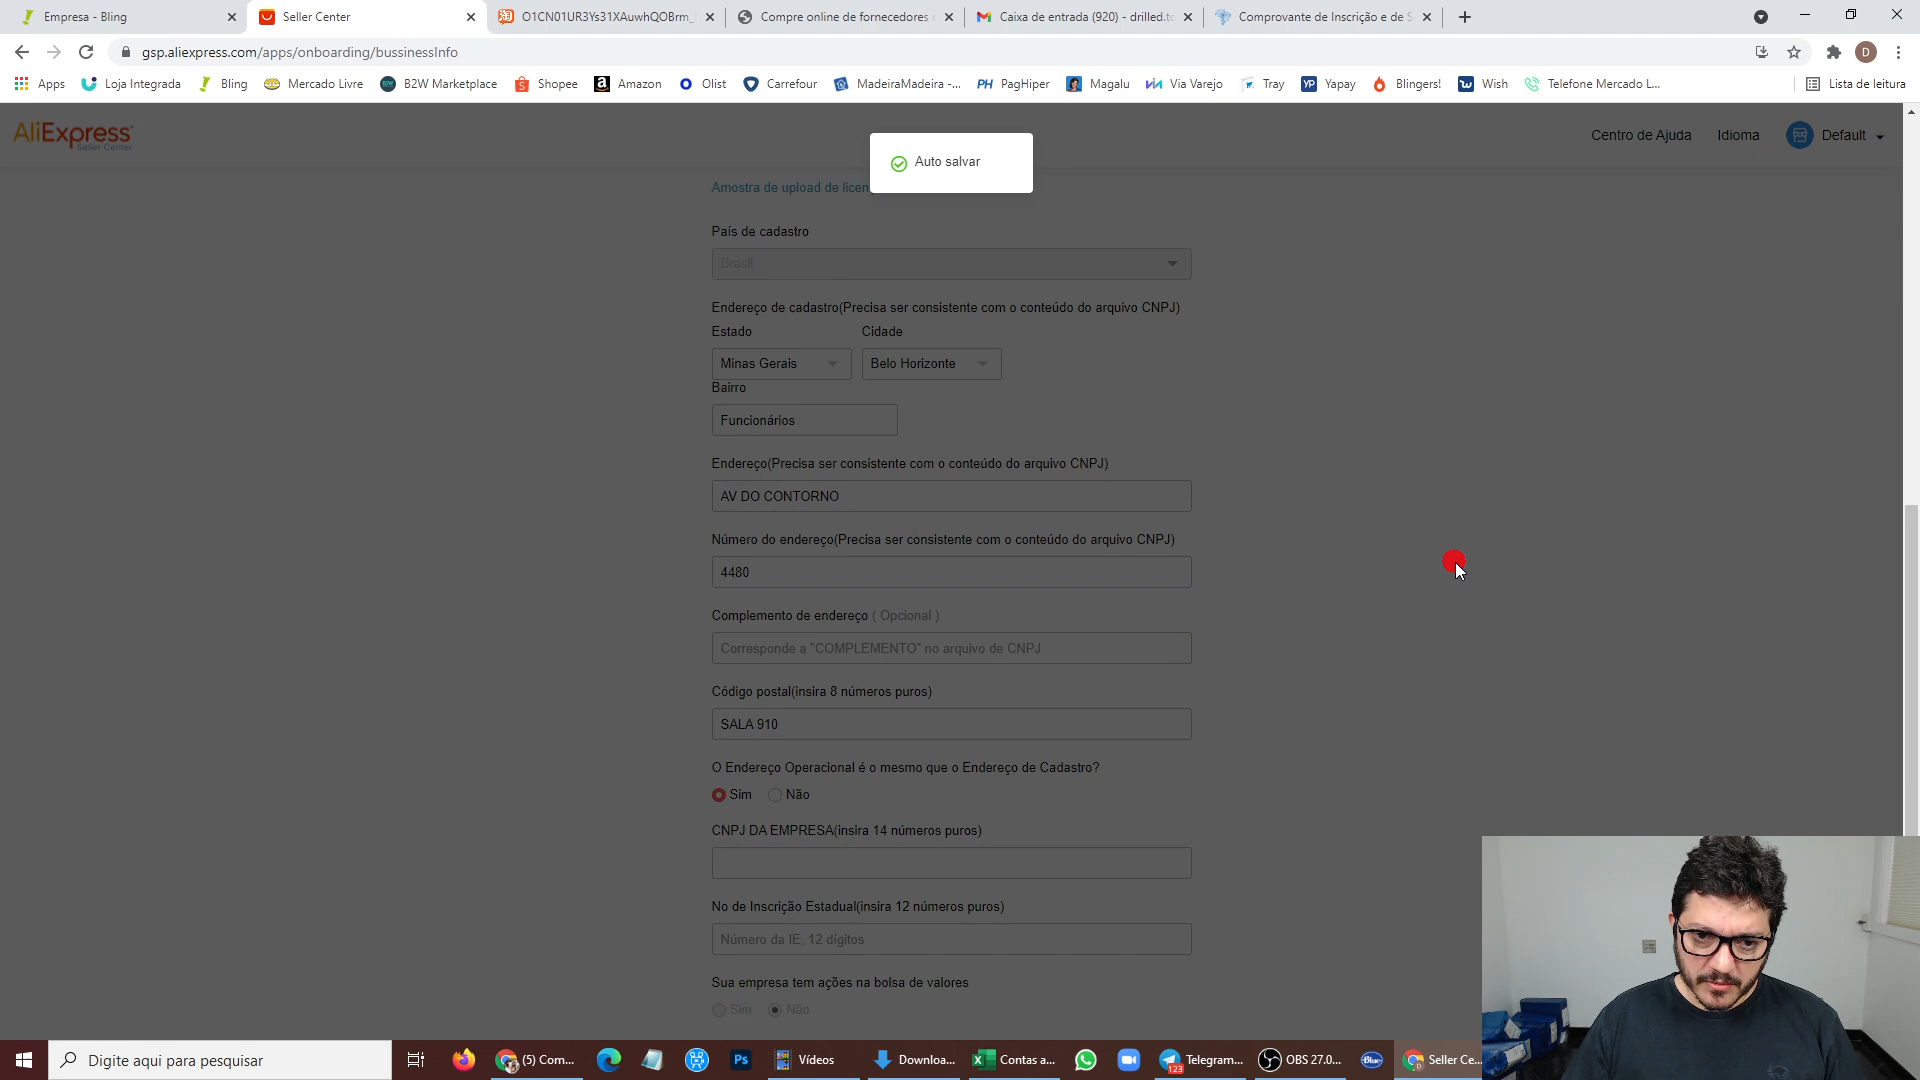 Empresa - Bling
Seller Center
O1CN01UR3Ys31XAuwhQOBrm_
Compre online de fornecedores
Caixa de entrada (920) - drilled.t
Comprovante de Inscrição e de S
gsp.aliexpress.com/apps/onboarding/bussinessInfo
D
Apps
Loja Integrada
Bling
Mercado Livre
B2W Marketplace
Shopee
Amazon
Olist
Carrefour
MadeiraMadeira -...
PagHiper
Magalu
Via Varejo
Tray
Yapay
Blingers!
Wish
Telefone Mercado L...
Lista de leitura
AliExpress
Seller Center
Auto salvar
Centro de Ajuda
Idioma
Default
Amostra de upload de licen
País de cadastro
Brasil
Endereço de cadastro(Precisa ser consistente com o conteúdo do arquivo CNPJ)
Estado
Cidade
Minas Gerais
Belo Horizonte
Bairro
Funcionários
Endereço(Precisa ser consistente com o conteúdo do arquivo CNPJ)
AV DO CONTORNO
Número do endereço(Precisa ser consistente com o conteúdo do arquivo CNPJ)
4480
Complemento de endereço ( Opcional )
Corresponde a "COMPLEMENTO" no arquivo de CNPJ
Código postal(insira 8 números puros)
SALA 910
O Endereço Operacional é o mesmo que o Endereço de Cadastro?
Sim
Não
CNPJ DA EMPRESA(insira 14 números puros)
No de Inscrição Estadual(insira 12 números puros)
Número da IE, 12 dígitos
Sua empresa tem ações na bolsa de valores
Sim
Não
Digite aqui para pesquisar
(5) Com...
Ps
Vídeos
Downloa...
Contas a...
Telegram...
123
OBS 27.0...
Blue
Seller Ce...